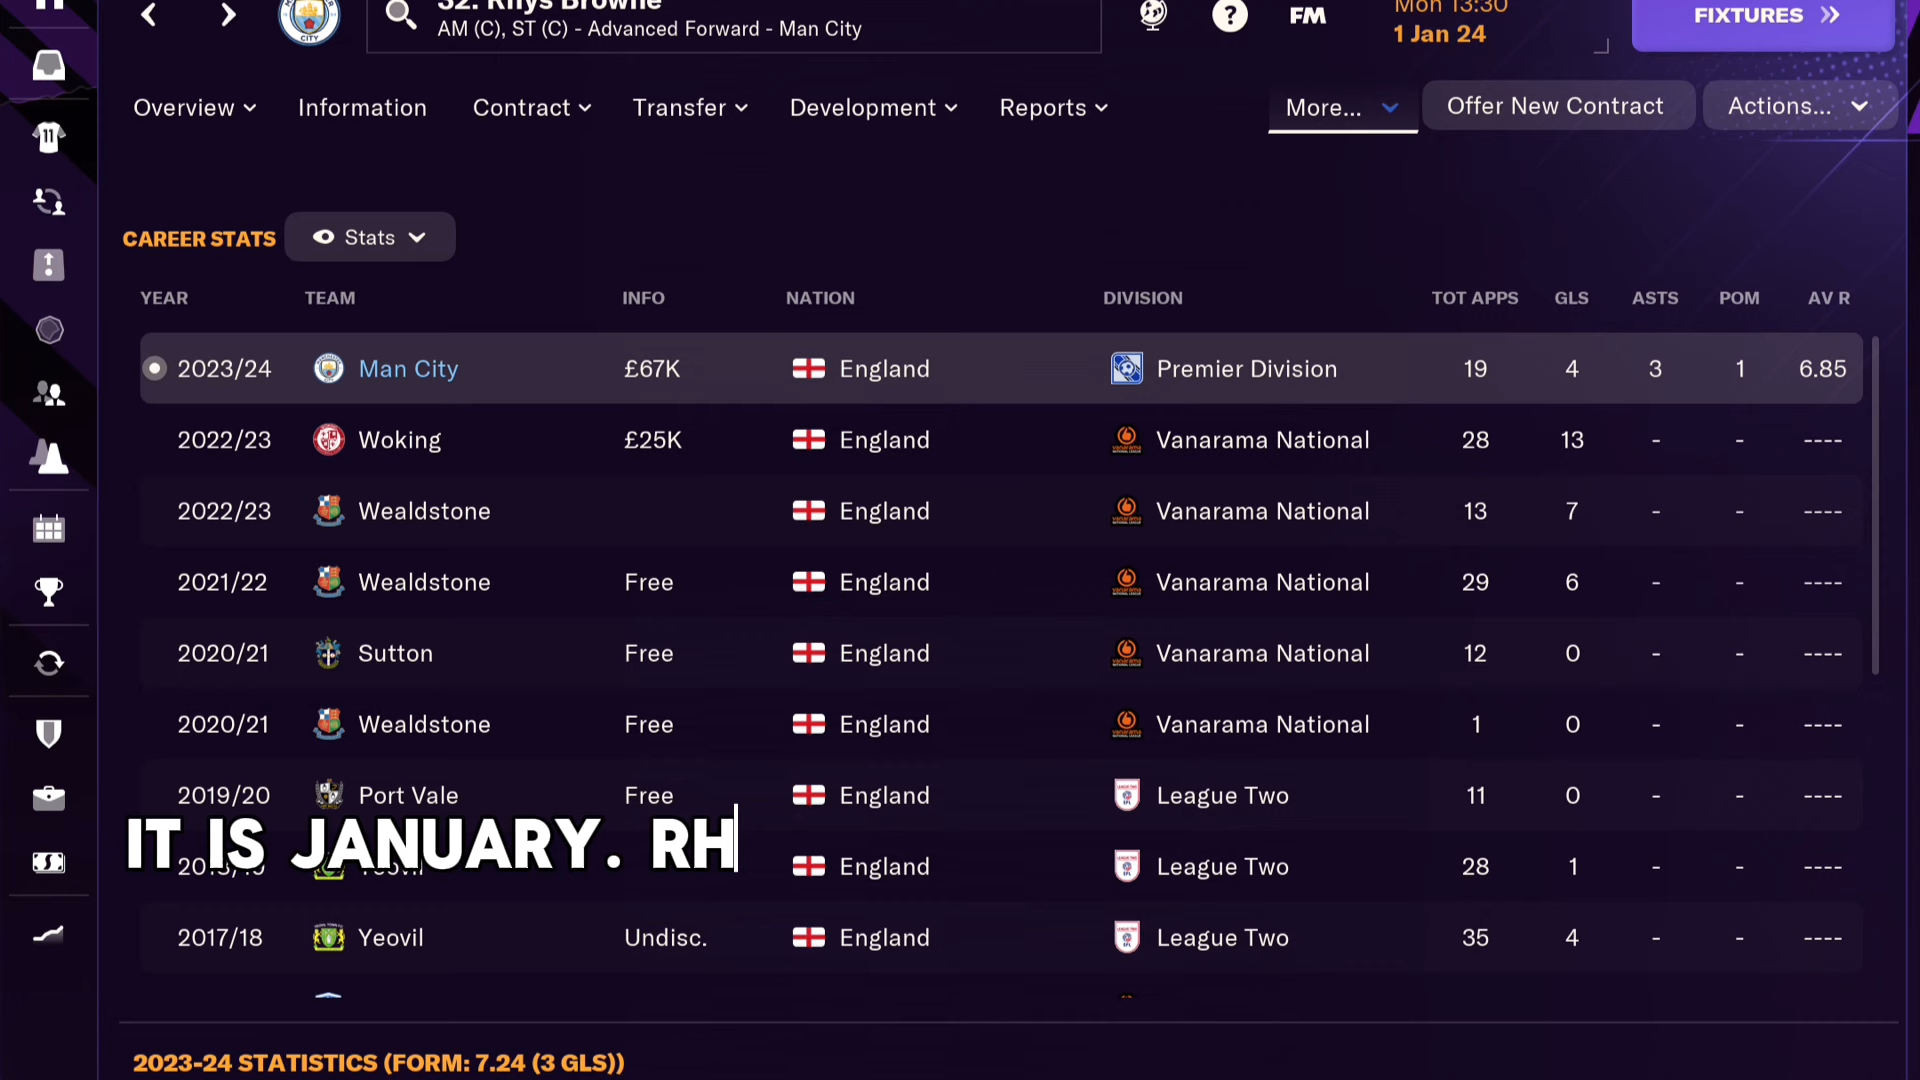 32. Rhys Browne
AM (C), ST (C) - Advanced Forward - Man City
FM
Mon 13:30
1 Jan 24
FIXTURES
Overview
Information
Contract
Transfer
Development
Reports
More...
Offer New Contract
Actions...
CAREER STATS
Stats
YEAR TEAM INFO NATION DIVISION TOT APPS GLS ASTS POM AV R
2023/24 Man City £67K England Premier Division 19 4 3 1 6.85
2022/23 Woking £25K England Vanarama National 28 13 - - ----
2022/23 Wealdstone England Vanarama National 13 7 - - ----
2021/22 Wealdstone Free England Vanarama National 29 6 - - ----
2020/21 Sutton Free England Vanarama National 12 0 - - ----
2020/21 Wealdstone Free England Vanarama National 1 0 - - ----
2019/20 Port Vale Free England League Two 11 0 - - ----
IT IS JANUARY. RH
England League Two 28 1 - - ----
2017/18 Yeovil Undisc. England League Two 35 4 - - ----
2023-24 STATISTICS (FORM: 7.24 (3 GLS))